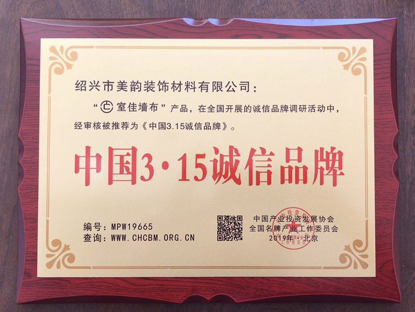 绍兴市美韵装饰材料有限公司：
“室佳墙布”产品，在全国开展的诚信品牌调研活动中，
经审核被推荐为《中国3.15诚信品牌》。
中国3·15诚信品牌
编号：MPW19665
查询：WWW.CHCBM.ORG.CN
中国产业投资发展协会
全国名牌产业工作委员会
2019年·北京